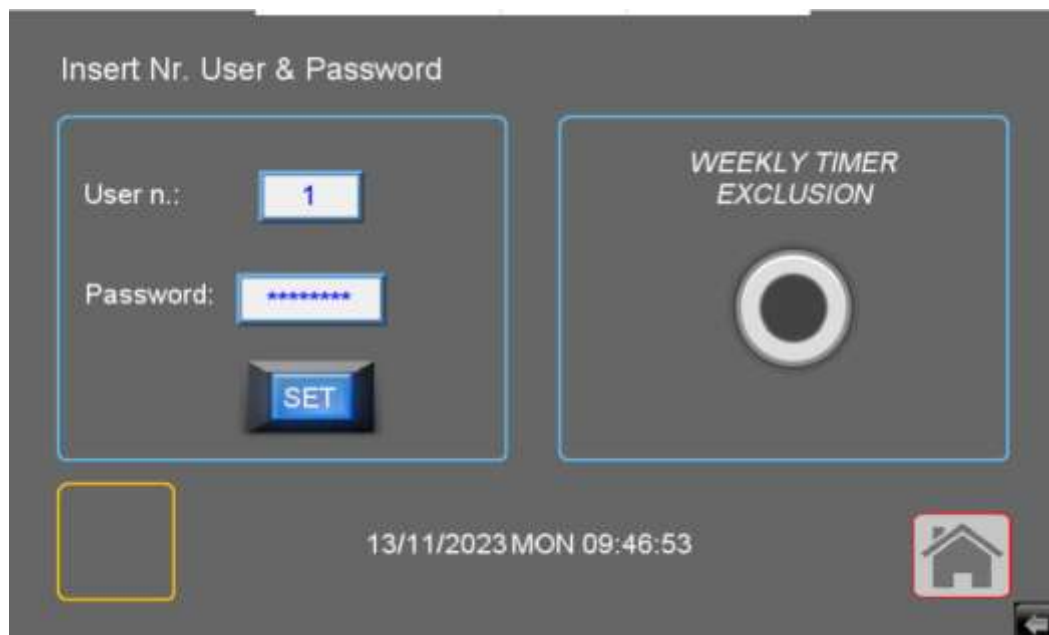 Insert Nr. User & Password
User n.:
1
Password:
********
SET
WEEKLY TIMER
EXCLUSION
13/11/2023 MON 09:46:53